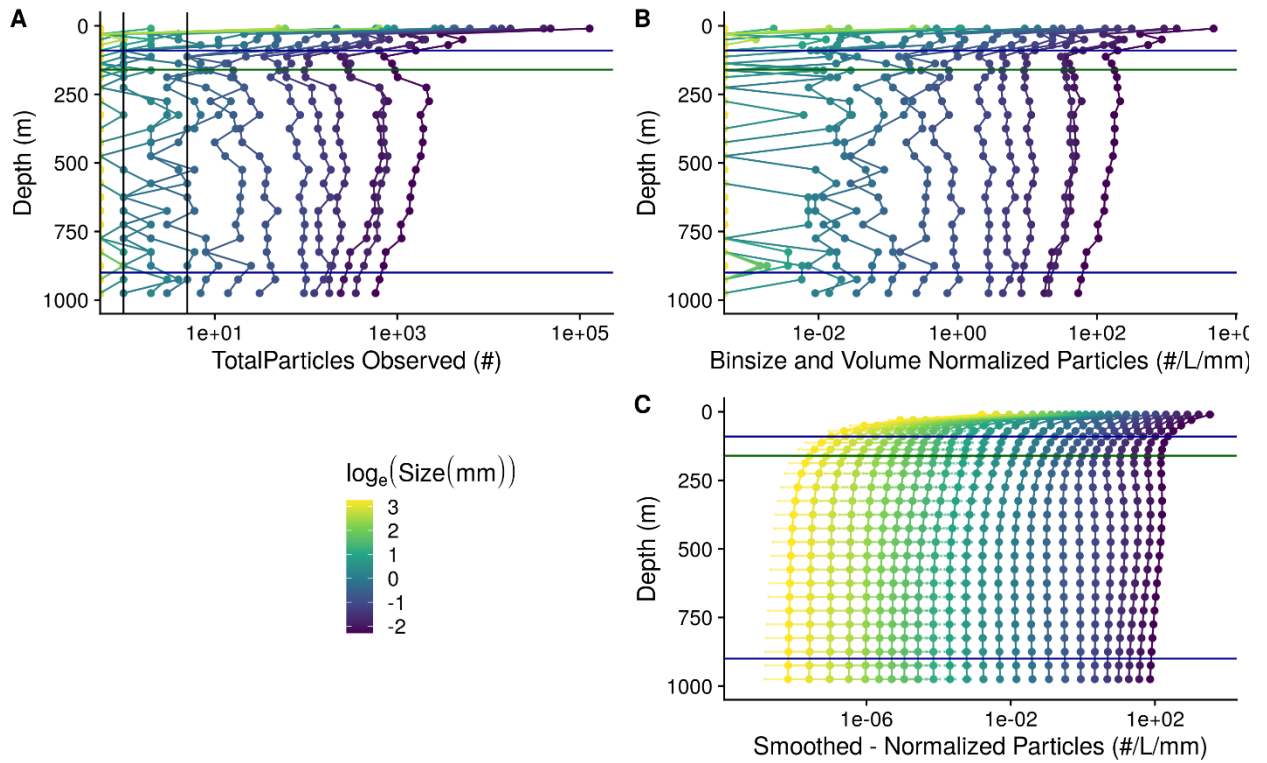 A
0
250
500
750
1000
Depth (m)
1e+01
1e+03
1e+05
TotalParticles Observed (#)
B
0
250
500
750
1000
Depth (m)
1e-02
1e+00
1e+02
Binsize and Volume Normalized Particles (#/L/mm)
C
0
250
500
750
1000
Depth (m)
1e-06
1e-02
1e+02
Smoothed - Normalized Particles (#/L/mm)
logₑ(Size(mm))
3
2
1
0
-1
-2